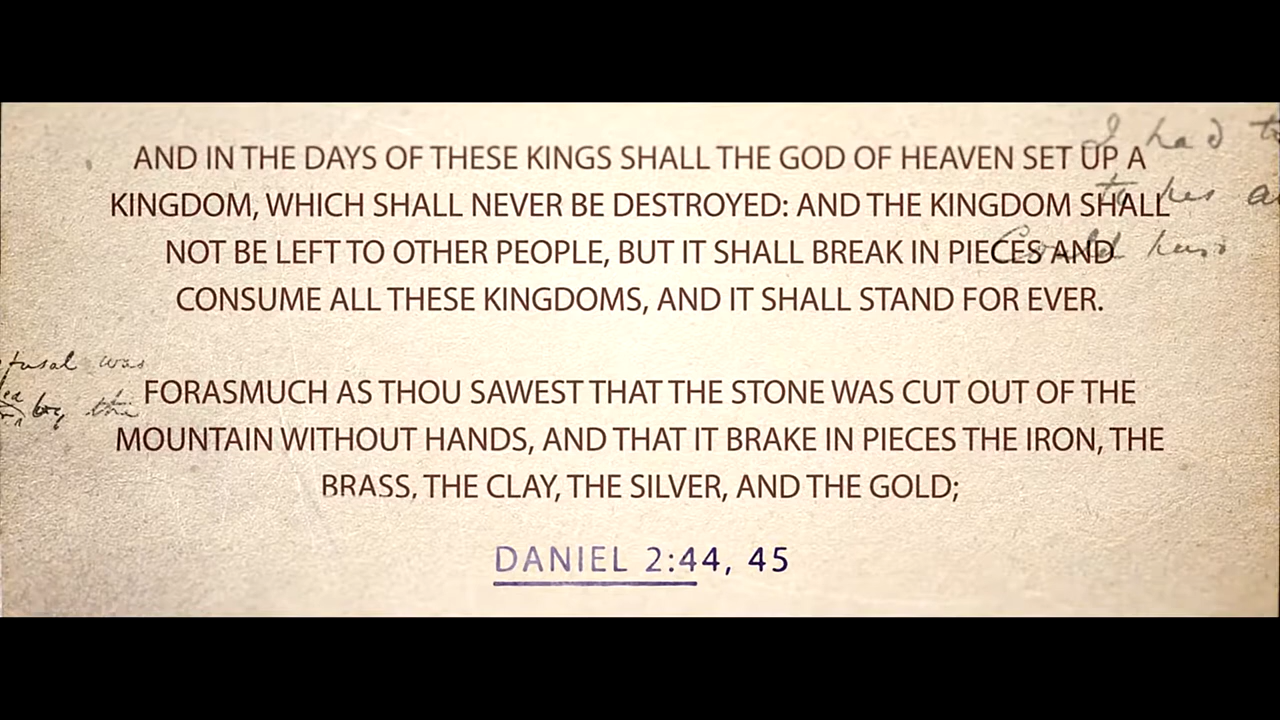 AND IN THE DAYS OF THESE KINGS SHALL THE GOD OF HEAVEN SET UP A
KINGDOM, WHICH SHALL NEVER BE DESTROYED: AND THE KINGDOM SHALL
NOT BE LEFT TO OTHER PEOPLE, BUT IT SHALL BREAK IN PIECES AND
CONSUME ALL THESE KINGDOMS, AND IT SHALL STAND FOR EVER.
FORASMUCH AS THOU SAWEST THAT THE STONE WAS CUT OUT OF THE
MOUNTAIN WITHOUT HANDS, AND THAT IT BRAKE IN PIECES THE IRON, THE
BRASS, THE CLAY, THE SILVER, AND THE GOLD;
DANIEL 2:44, 45
I had
was
by the